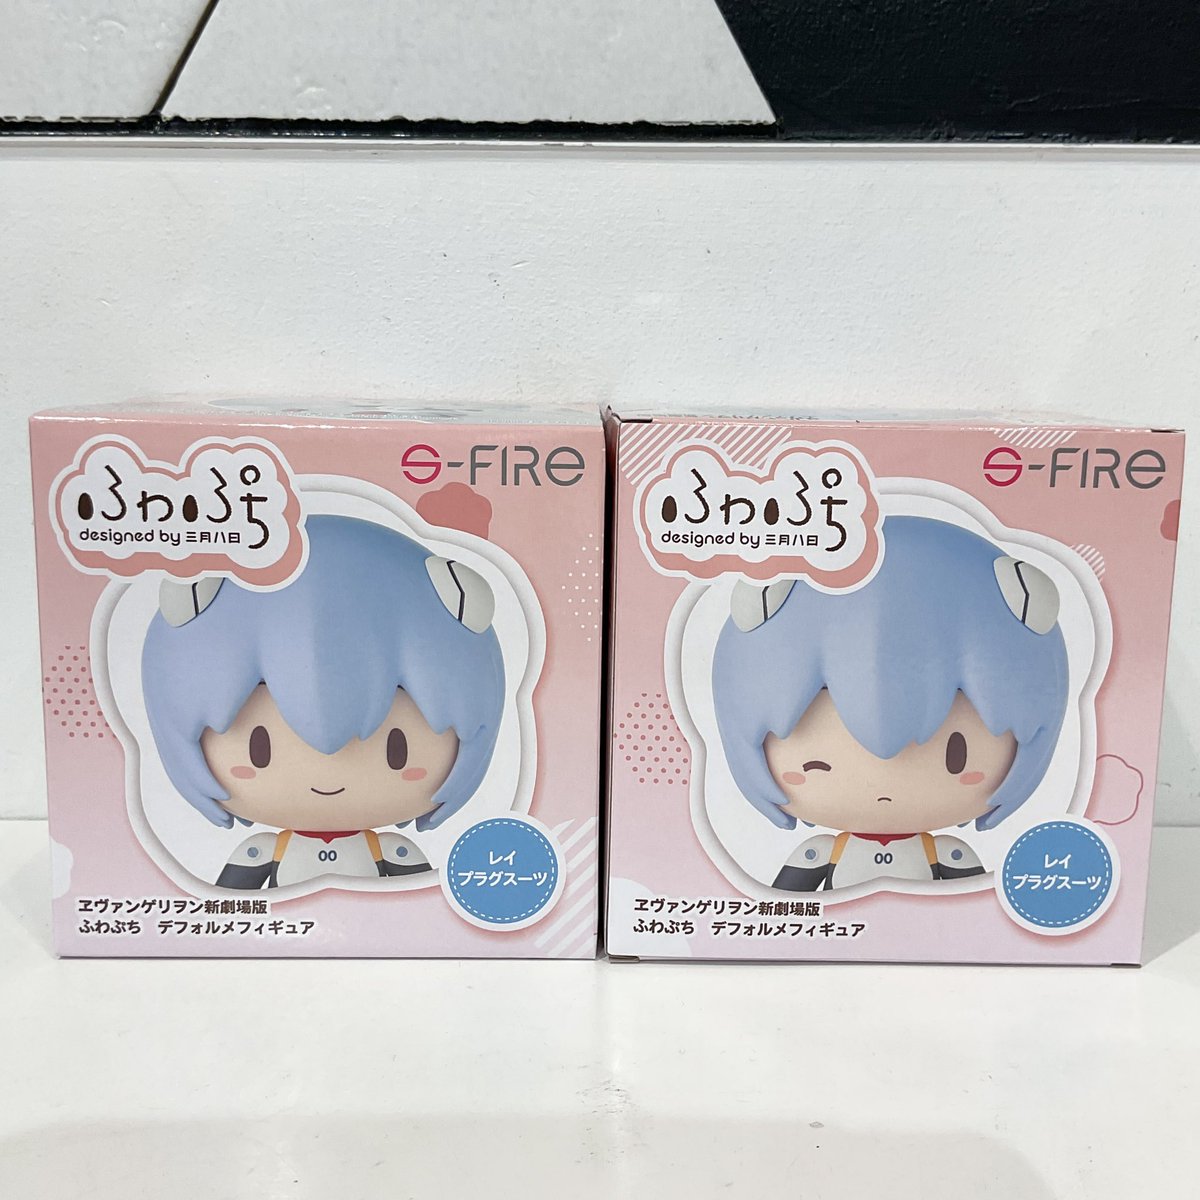 ふわぷち
designed by 三月八日
S-FIRE
00
レイ
プラグスーツ
ヱヴァンゲリヲン新劇場版
ふわぷち デフォルメフィギュア
ふわぷち
designed by 三月八日
S-FIRE
00
レイ
プラグスーツ
ヱヴァンゲリヲン新劇場版
ふわぷち デフォルメフィギュア